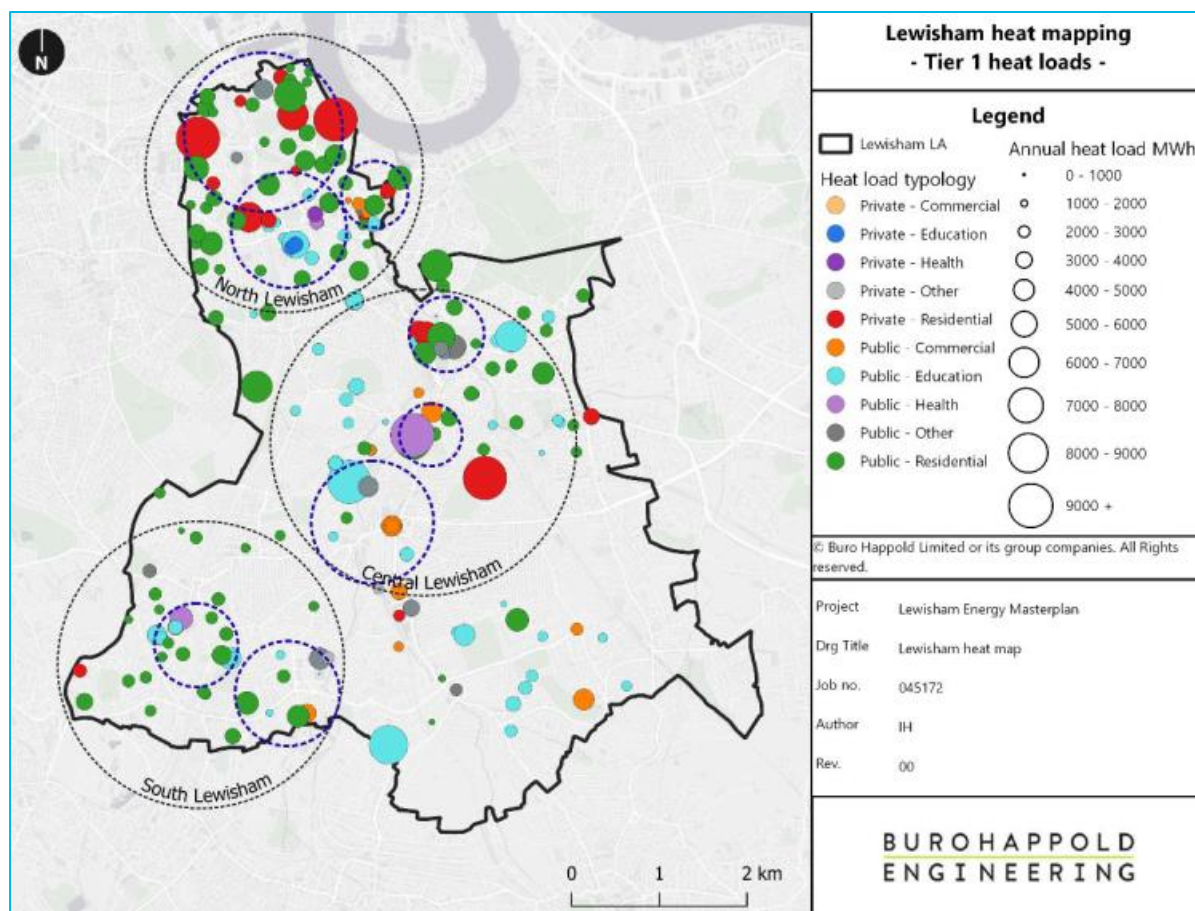 N
North Lewisham
Central Lewisham
South Lewisham
0 1 2 km
Lewisham heat mapping
- Tier 1 heat loads -
Legend
Lewisham LA
Heat load typology
Private - Commercial
Private - Education
Private - Health
Private - Other
Private - Residential
Public - Commercial
Public - Education
Public - Health
Public - Other
Public - Residential
Annual heat load MWh
0 - 1000
1000 - 2000
2000 - 3000
3000 - 4000
4000 - 5000
5000 - 6000
6000 - 7000
7000 - 8000
8000 - 9000
9000 +
© Buro Happold Limited or its group companies. All Rights
reserved.
Project Lewisham Energy Masterplan
Drg Title Lewisham heat map
Job no. 045172
Author IH
Rev. 00
BUROHAPPOLD
ENGINEERING